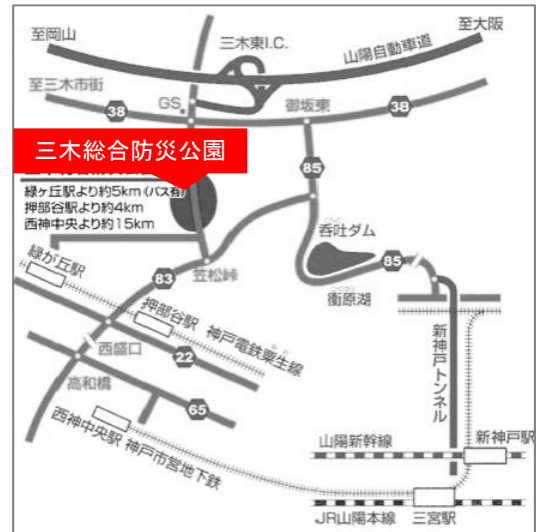 至岡山
至大阪
三木東I.C.
山陽自動車道
至三木市街
GS.
御坂東
38
38
三木総合防災公園
85
緑ヶ丘駅より約5km(バス有)
押部谷駅より約4km
西神中央より約15km
呑吐ダム
85
衝原湖
笠松峠
83
緑が丘駅
押部谷駅
神戸電鉄粟生線
西盛口
22
高和橋
65
新神戸トンネル
西神中央駅
神戸市営地下鉄
山陽新幹線
新神戸駅
JR山陽本線
三宮駅